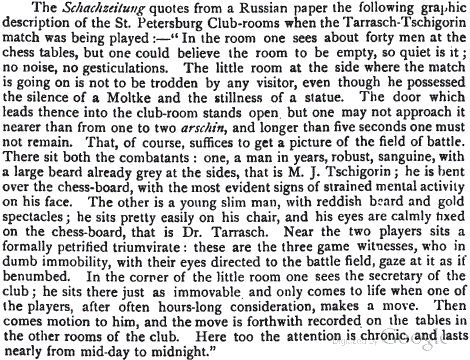 The Schachzeitung quotes from a Russian paper the following graphic
description of the St. Petersburg Club-rooms when the Tarrasch-Tschigorin
match was being played :—“ In the room one sees about forty men at the
chess tables, but one could believe the room to be empty, so quiet is it ;
no noise, no gesticulations. The little room at the side where the match
is going on is not to be trodden by any visitor, even though he possessed
the silence of a Moltke and the stillness of a statue. The door which
leads thence into the club-room stands open but one may not approach it
nearer than from one to two arschin, and longer than five seconds one must
not remain. That, of course, suffices to get a picture of the field of battle.
There sit both the combatants : one, a man in years, robust, sanguine, with
a large beard already grey at the sides, that is M. J. Tschigorin ; he is bent
over the chess-board, with the most evident signs of strained mental activity
on his face. The other is a young slim man, with reddish beard and gold
spectacles ; he sits pretty easily on his chair, and his eyes are calmly fixed
on the chess-board, that is Dr. Tarrasch. Near the two players sits a
formally petrified triumvirate : these are the three game witnesses, who in
dumb immobility, with their eyes directed to the battle field, gaze at it as if
benumbed. In the corner of the little room one sees the secretary of the
club ; he sits there just as immovable and only comes to life when one of
the players, after often hours-long consideration, makes a move. Then
comes motion to him, and the move is forthwith recorded on the tables in
the other rooms of the club. Here too the attention is chronic and lasts
nearly from mid-day to midnight.”
Google